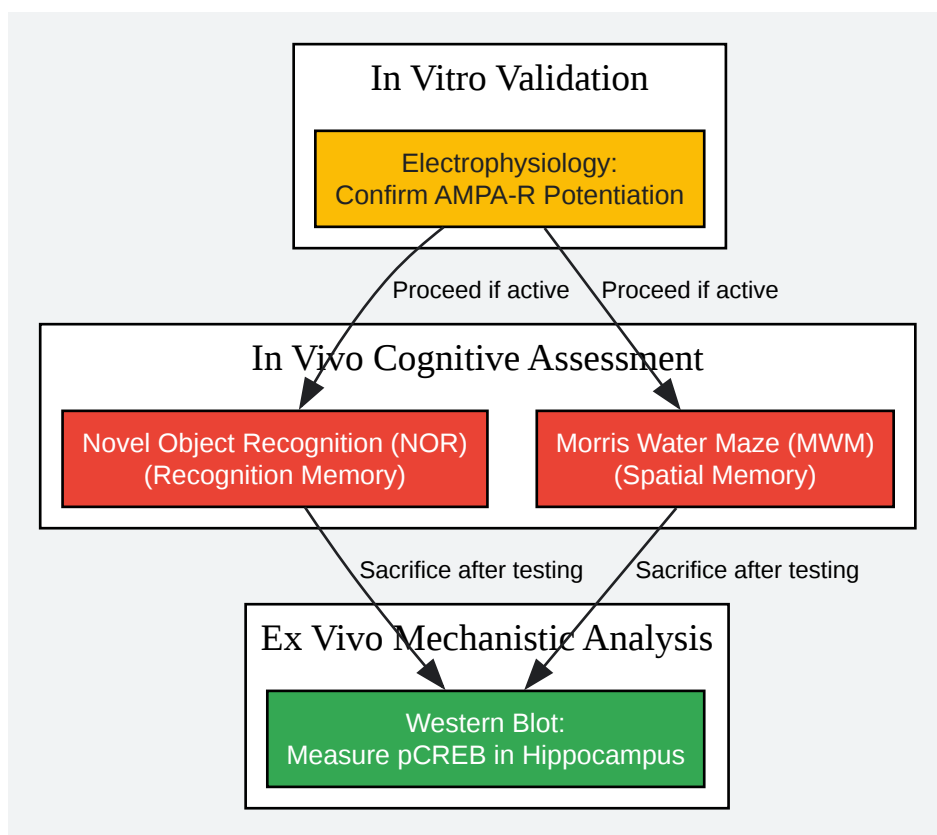 In Vitro Validation
Electrophysiology:
Confirm AMPA-R Potentiation
Proceed if active
Proceed if active
In Vivo Cognitive Assessment
Novel Object Recognition (NOR)
(Recognition Memory)
Morris Water Maze (MWM)
(Spatial Memory)
Sacrifice after testing
Sacrifice after testing
Ex Vivo Mechanistic Analysis
Western Blot:
Measure pCREB in Hippocampus